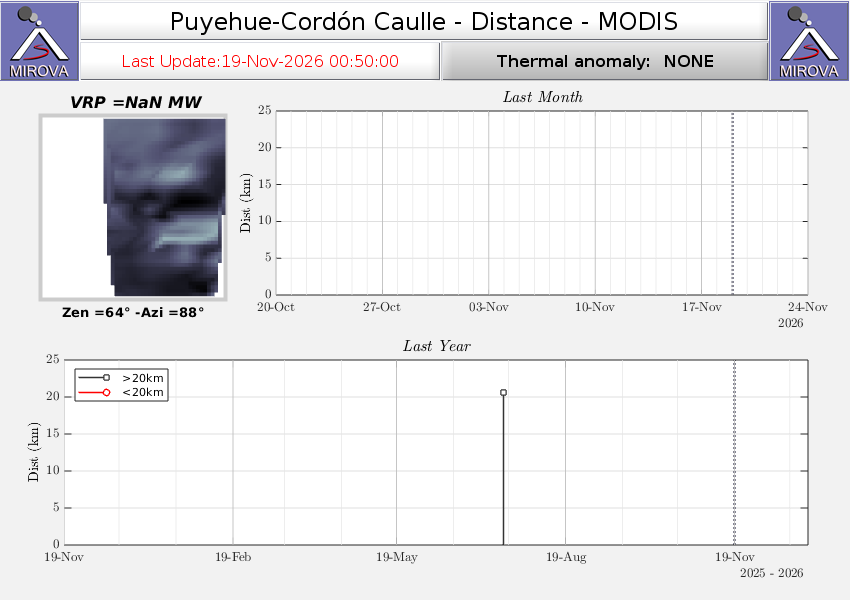 Puyehue-Cordón Caulle - Distance - MODIS
MIROVA
Last Update:19-Nov-2026 00:50:00
Thermal anomaly: NONE
MIROVA
VRP =NaN MW
Zen =64° -Azi =88°
Last Month
Dist (km)
25
20
15
10
5
0
20-Oct
27-Oct
03-Nov
10-Nov
17-Nov
24-Nov
2026
Last Year
Dist (km)
25
20
15
10
5
0
>20km
<20km
19-Nov
19-Feb
19-May
19-Aug
19-Nov
2025 - 2026